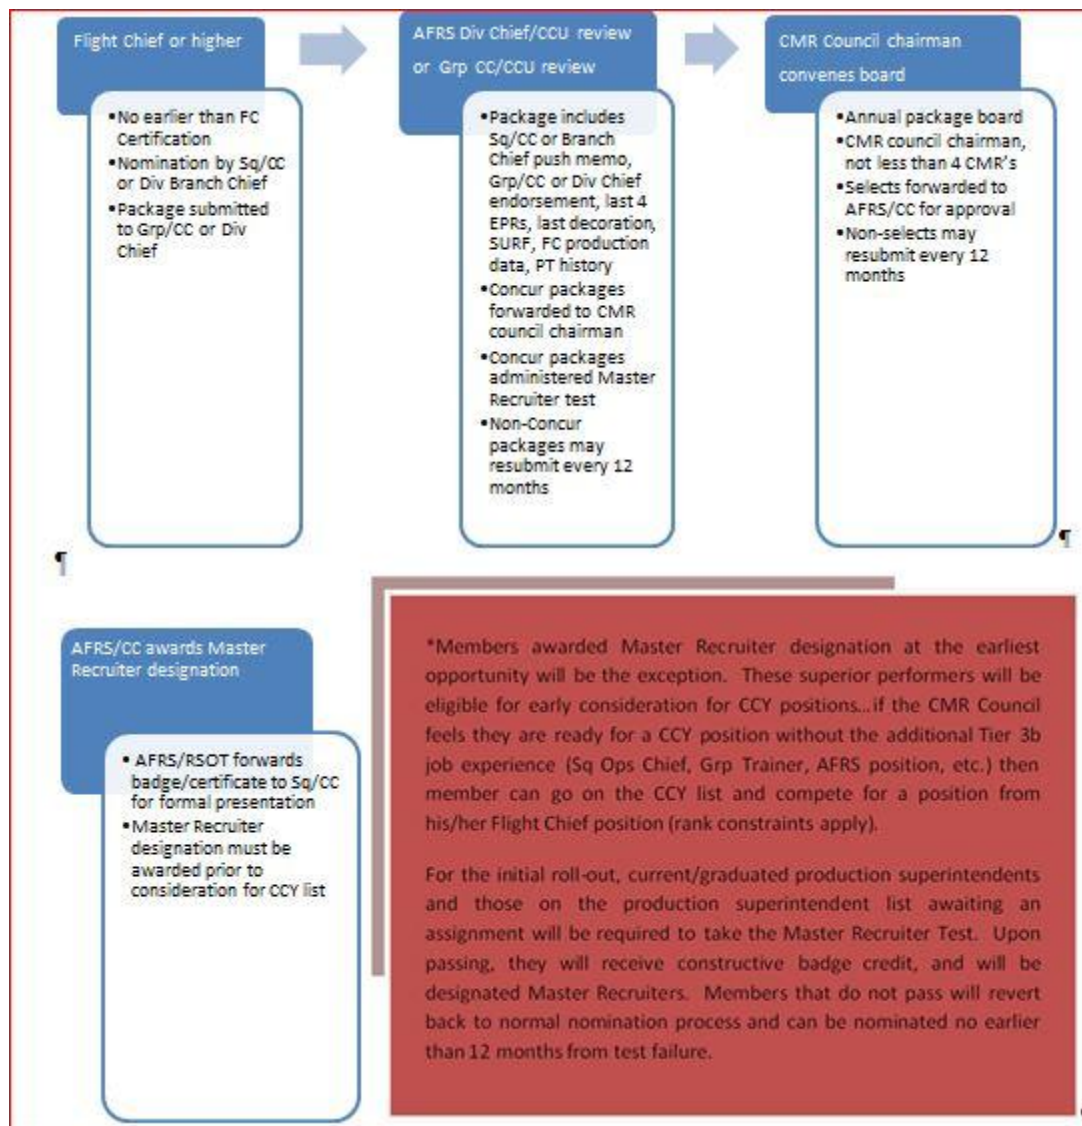 Flight Chief or higher
•No earlier than FC
Certification
•Nomination by Sq/CC
or Div Branch Chief
•Package submitted
to Grp/CC or Div
Chief
AFRS Div Chief/CCU review
or Grp CC/CCU review
•Package includes
Sq/CC or Branch
Chief push memo,
Grp/CC or Div Chief
endorsement, last 4
EPRs, last decoration,
SURF, FC production
data, PT history
•Concur packages
forwarded to CMR
council chairman
•Concur packages
administered Master
Recruiter test
•Non-Concur
packages may
resubmit every 12
months
CMR Council chairman
convenes board
•Annual package board
•CMR council chairman,
not less than 4 CMR's
•Selects forwarded to
AFRS/CC for approval
•Non-selects may
resubmit every 12
months
¶
¶
AFRS/CC awards Master
Recruiter designation
• AFRS/RSOT forwards
badge/certificate to Sq/CC
for formal presentation
• Master Recruiter
designation must be
awarded prior to
consideration for CCY list
*Members awarded Master Recruiter designation at the earliest
opportunity will be the exception. These superior performers will be
eligible for early consideration for CCY positions...if the CMR Council
feels they are ready for a CCY position without the additional Tier 3b
job experience (Sq Ops Chief, Grp Trainer, AFRS position, etc.) then
member can go on the CCY list and compete for a position from
his/her Flight Chief position (rank constraints apply).
For the initial roll-out, current/graduated production superintendents
and those on the production superintendent list awaiting an
assignment will be required to take the Master Recruiter Test. Upon
passing, they will receive constructive badge credit, and will be
designated Master Recruiters. Members that do not pass will revert
back to normal nomination process and can be nominated no earlier
than 12 months from test failure.